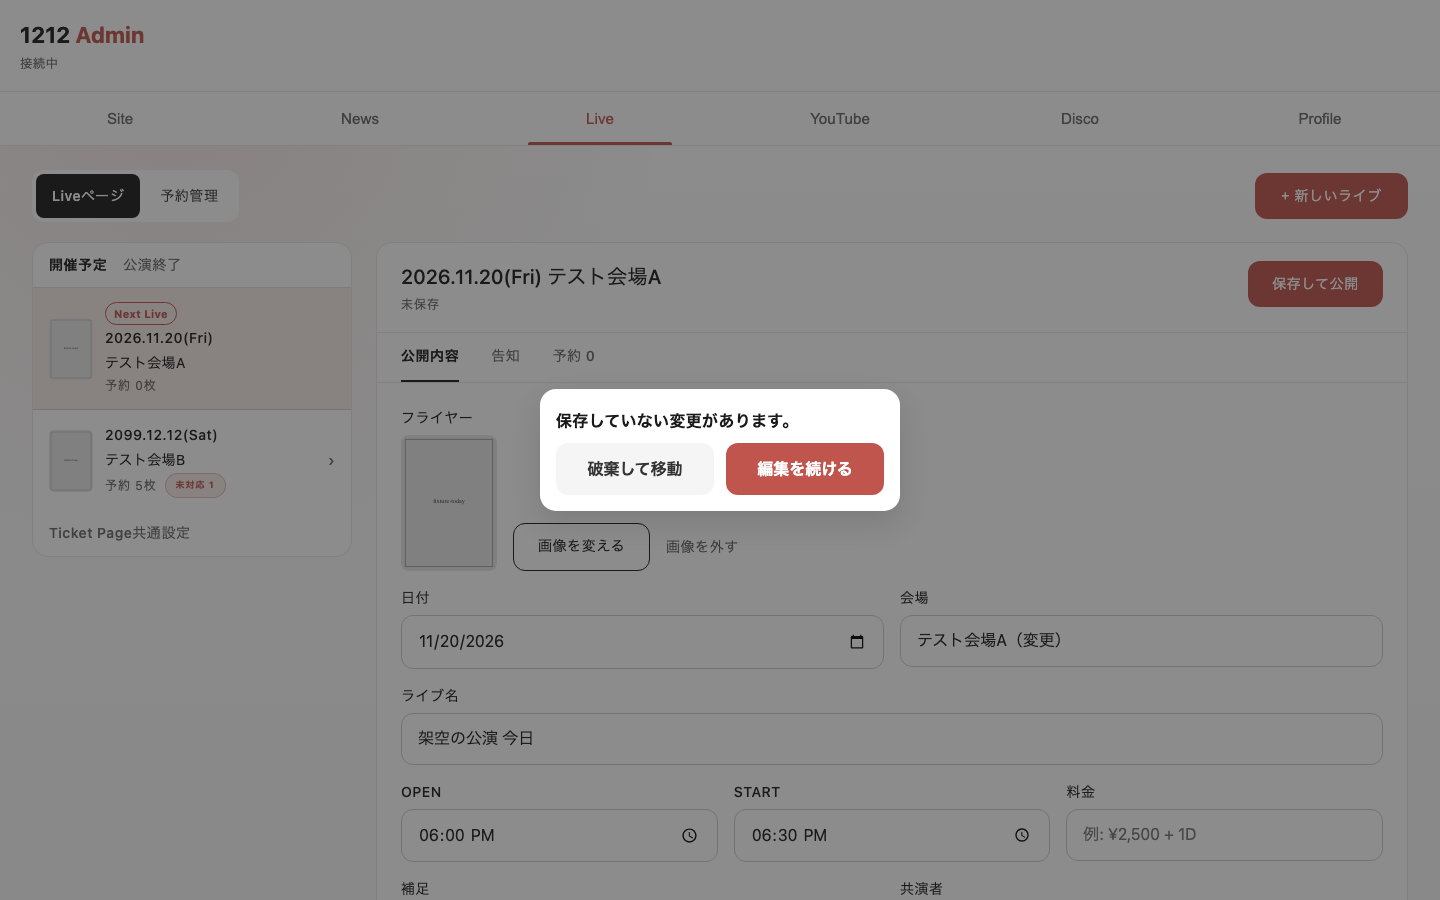 1212 Admin
接続中
Site
News
Live
YouTube
Disco
Profile
Liveページ
予約管理
+ 新しいライブ
開催予定
公演終了
Next Live
2026.11.20(Fri)
テスト会場A
予約 0枚
2099.12.12(Sat)
テスト会場B
予約 5枚
未対応 1
›
Ticket Page共通設定
2026.11.20(Fri) テスト会場A
未保存
保存して公開
公開内容
告知
予約 0
保存していない変更があります。
破棄して移動
編集を続ける
フライヤー
画像を変える
画像を外す
日付
会場
11/20/2026
テスト会場A（変更）
ライブ名
架空の公演 今日
OPEN
START
料金
06:00 PM
06:30 PM
例: ¥2,500 + 1D
補足
共演者